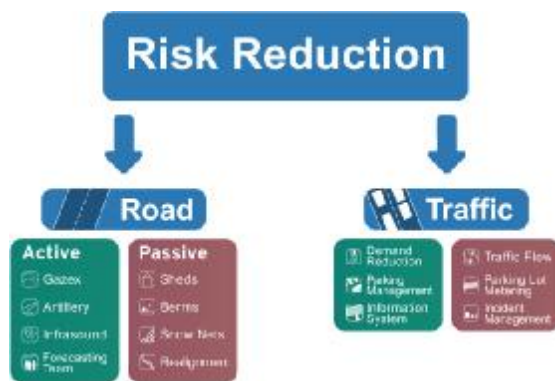 Risk Reduction
Road
Traffic
Active
Gazex
Artillery
Infrasound
Forecasting
Team
Passive
Sheds
Berms
Snow Nets
Realignment
Demand
Reduction
Parking
Management
Information
System
Traffic Flow
Parking Lot
Metering
Incident
Management